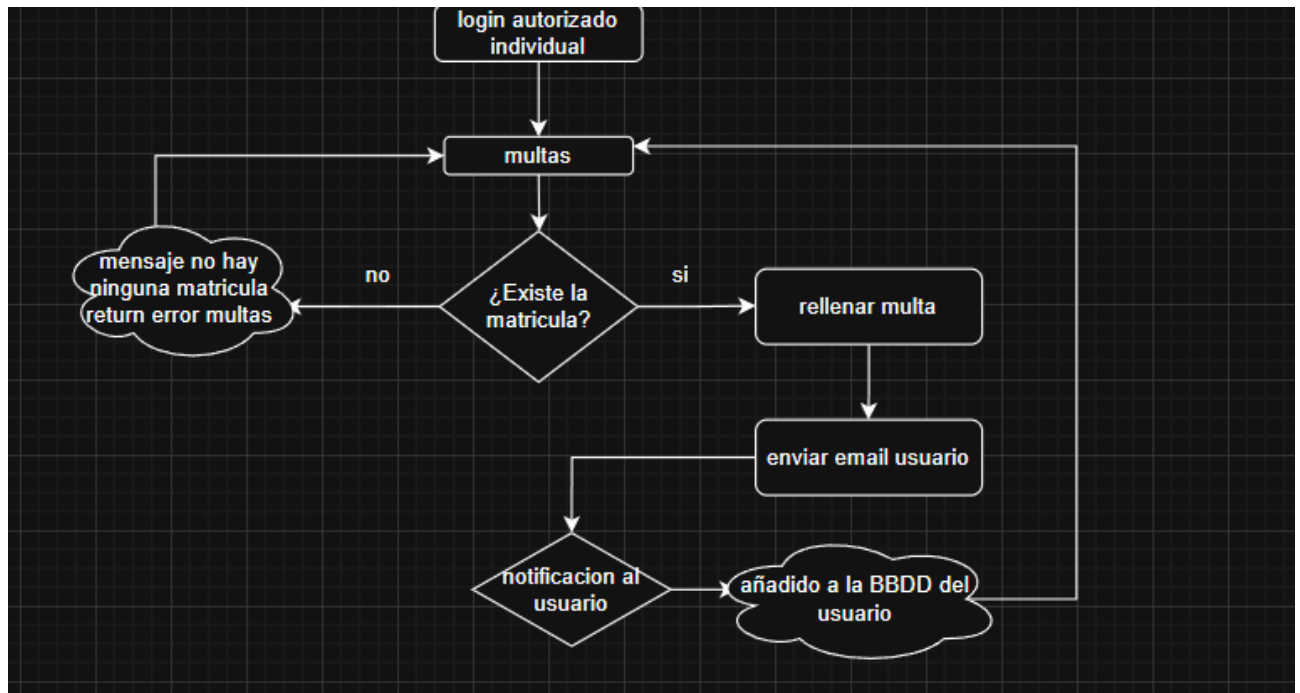 login autorizado
individual
multas
mensaje no hay
ninguna matricula
return error multas
no
¿Existe la
matricula?
si
rellenar multa
enviar email usuario
notificacion al
usuario
añadido a la BBDD del
usuario